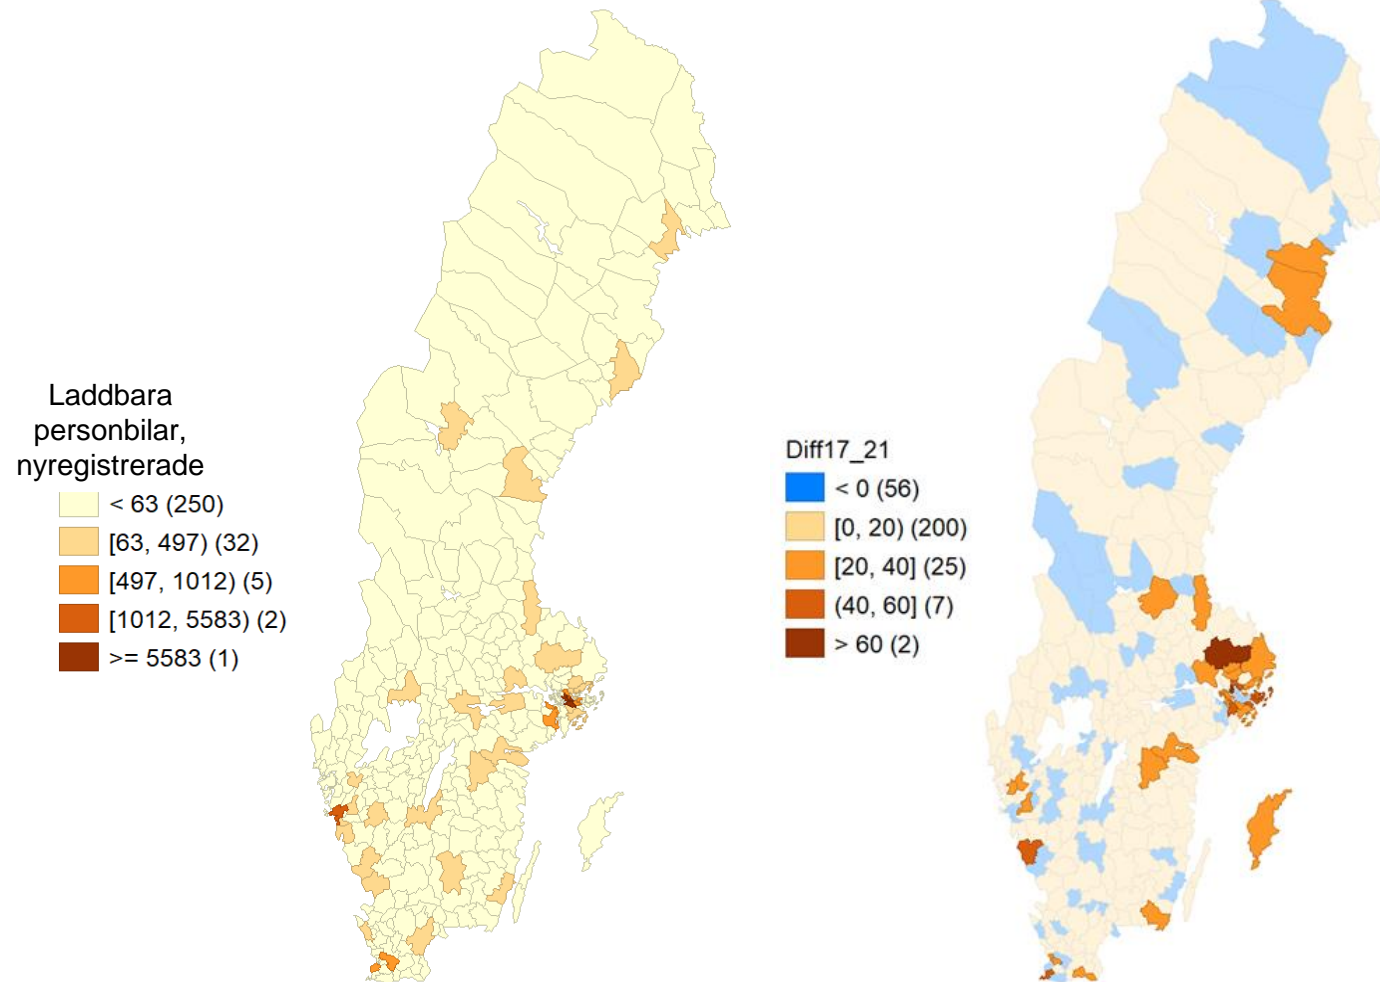 Laddbara
personbilar,
nyregistrerade
< 63 (250)
[63, 497) (32)
[497, 1012) (5)
[1012, 5583) (2)
>= 5583 (1)
Diff17_21
< 0 (56)
[0, 20) (200)
[20, 40] (25)
(40, 60] (7)
> 60 (2)